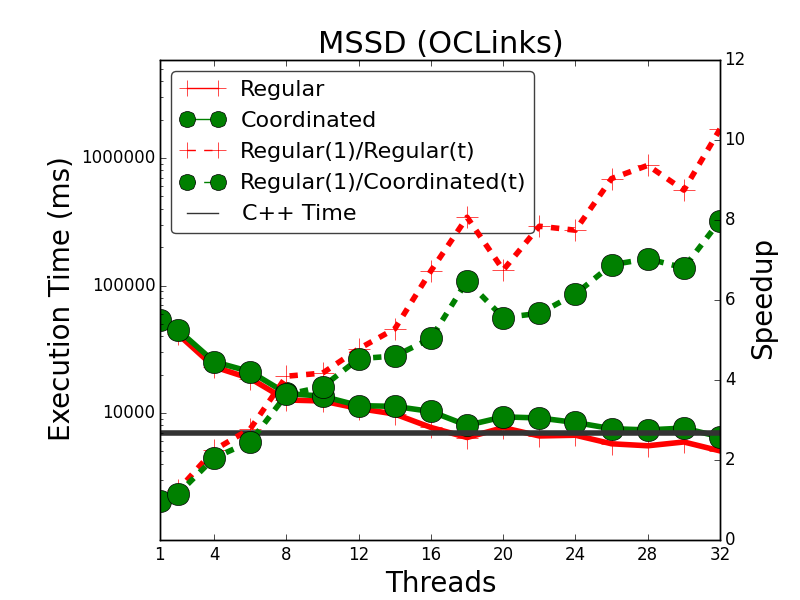 MSSD (OCLinks)
Regular
Coordinated
Regular(1)/Regular(t)
Regular(1)/Coordinated(t)
C++ Time
Execution Time (ms)
1000000
100000
10000
12
10
8
6
4
2
0
Speedup
1 4 8 12 16 20 24 28 32
Threads